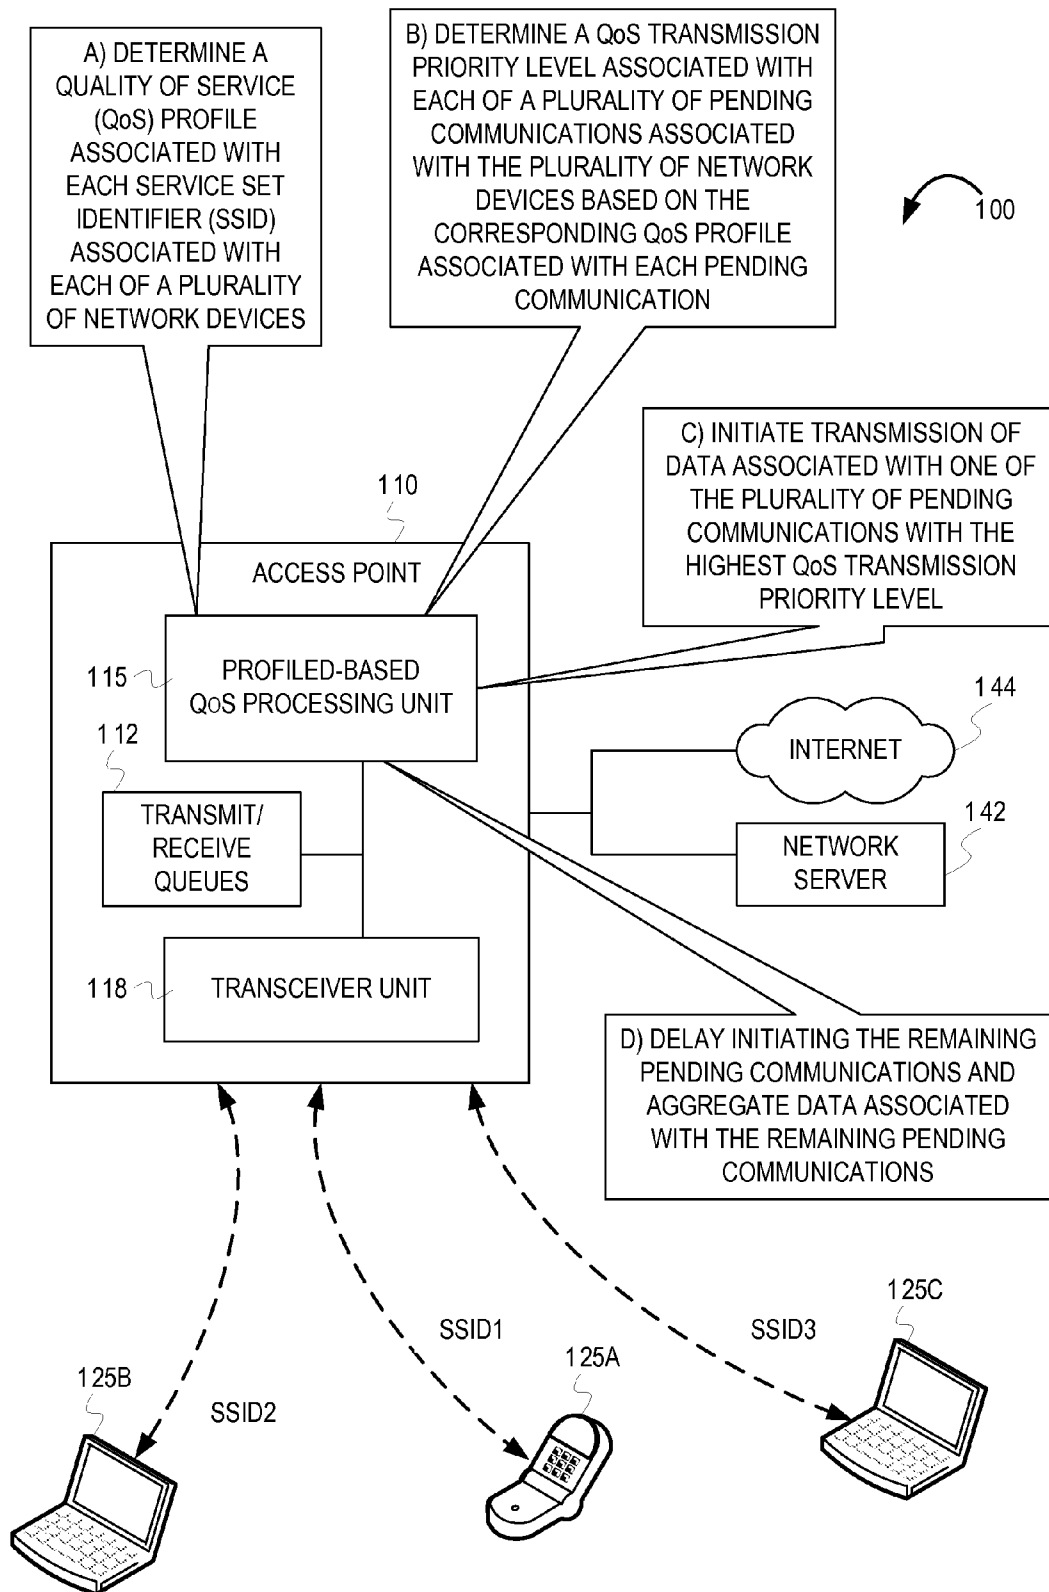 A) DETERMINE A
QUALITY OF SERVICE
(QoS) PROFILE
ASSOCIATED WITH
EACH SERVICE SET
IDENTIFIER (SSID)
ASSOCIATED WITH
EACH OF A PLURALITY
OF NETWORK DEVICES
B) DETERMINE A QoS TRANSMISSION
PRIORITY LEVEL ASSOCIATED WITH
EACH OF A PLURALITY OF PENDING
COMMUNICATIONS ASSOCIATED
WITH THE PLURALITY OF NETWORK
DEVICES BASED ON THE
CORRESPONDING QoS PROFILE
ASSOCIATED WITH EACH PENDING
COMMUNICATION
100
C) INITIATE TRANSMISSION OF
DATA ASSOCIATED WITH ONE OF
THE PLURALITY OF PENDING
COMMUNICATIONS WITH THE
HIGHEST QoS TRANSMISSION
PRIORITY LEVEL
110
ACCESS POINT
115
PROFILED-BASED
QoS PROCESSING UNIT
112
TRANSMIT/
RECEIVE
QUEUES
118
TRANSCEIVER UNIT
144
INTERNET
142
NETWORK
SERVER
D) DELAY INITIATING THE REMAINING
PENDING COMMUNICATIONS AND
AGGREGATE DATA ASSOCIATED
WITH THE REMAINING PENDING
COMMUNICATIONS
125B
SSID2
SSID1
125A
SSID3
125C